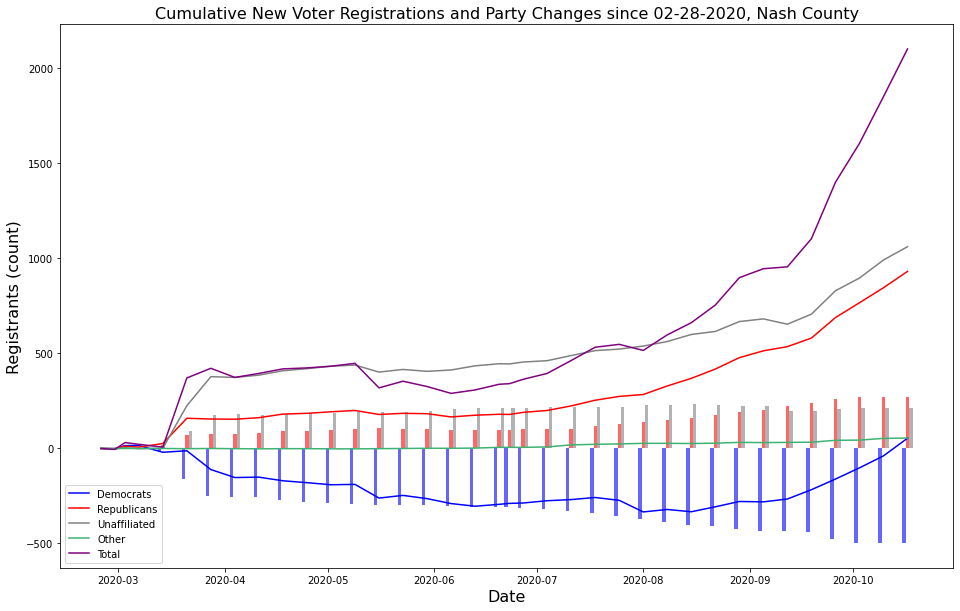 Cumulative New Voter Registrations and Party Changes since 02-28-2020, Nash County
Registrants (count)
2000
1500
1000
500
0
−500
Democrats
Republicans
Unaffiliated
Other
Total
2020-03 2020-04 2020-05 2020-06 2020-07 2020-08 2020-09 2020-10
Date